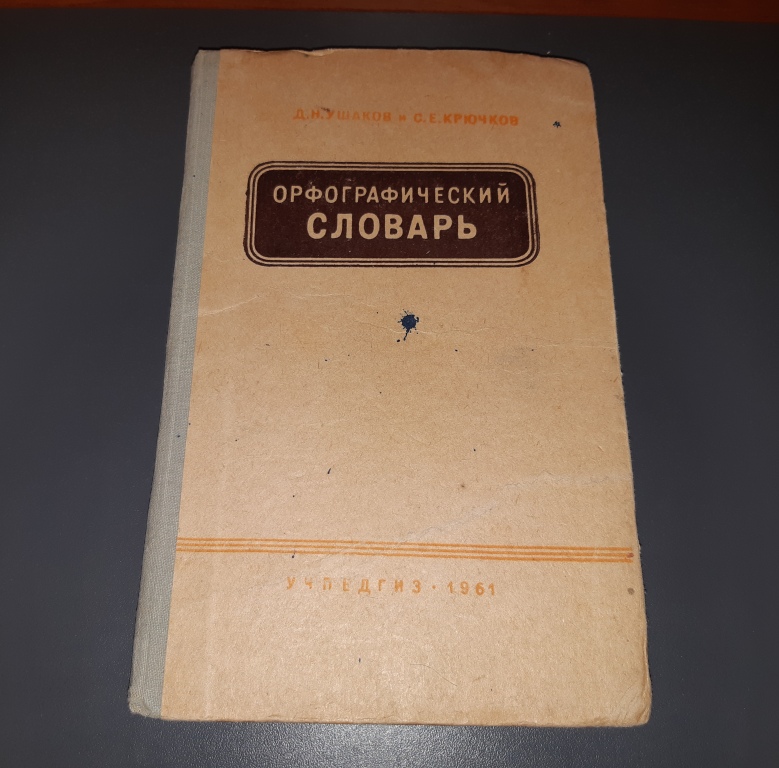 Д.Н.УШАКОВ и С.Е.КРЮЧКОВ
ОРФОГРАФИЧЕСКИЙ
СЛОВАРЬ
УЧПЕДГИЗ · 1961